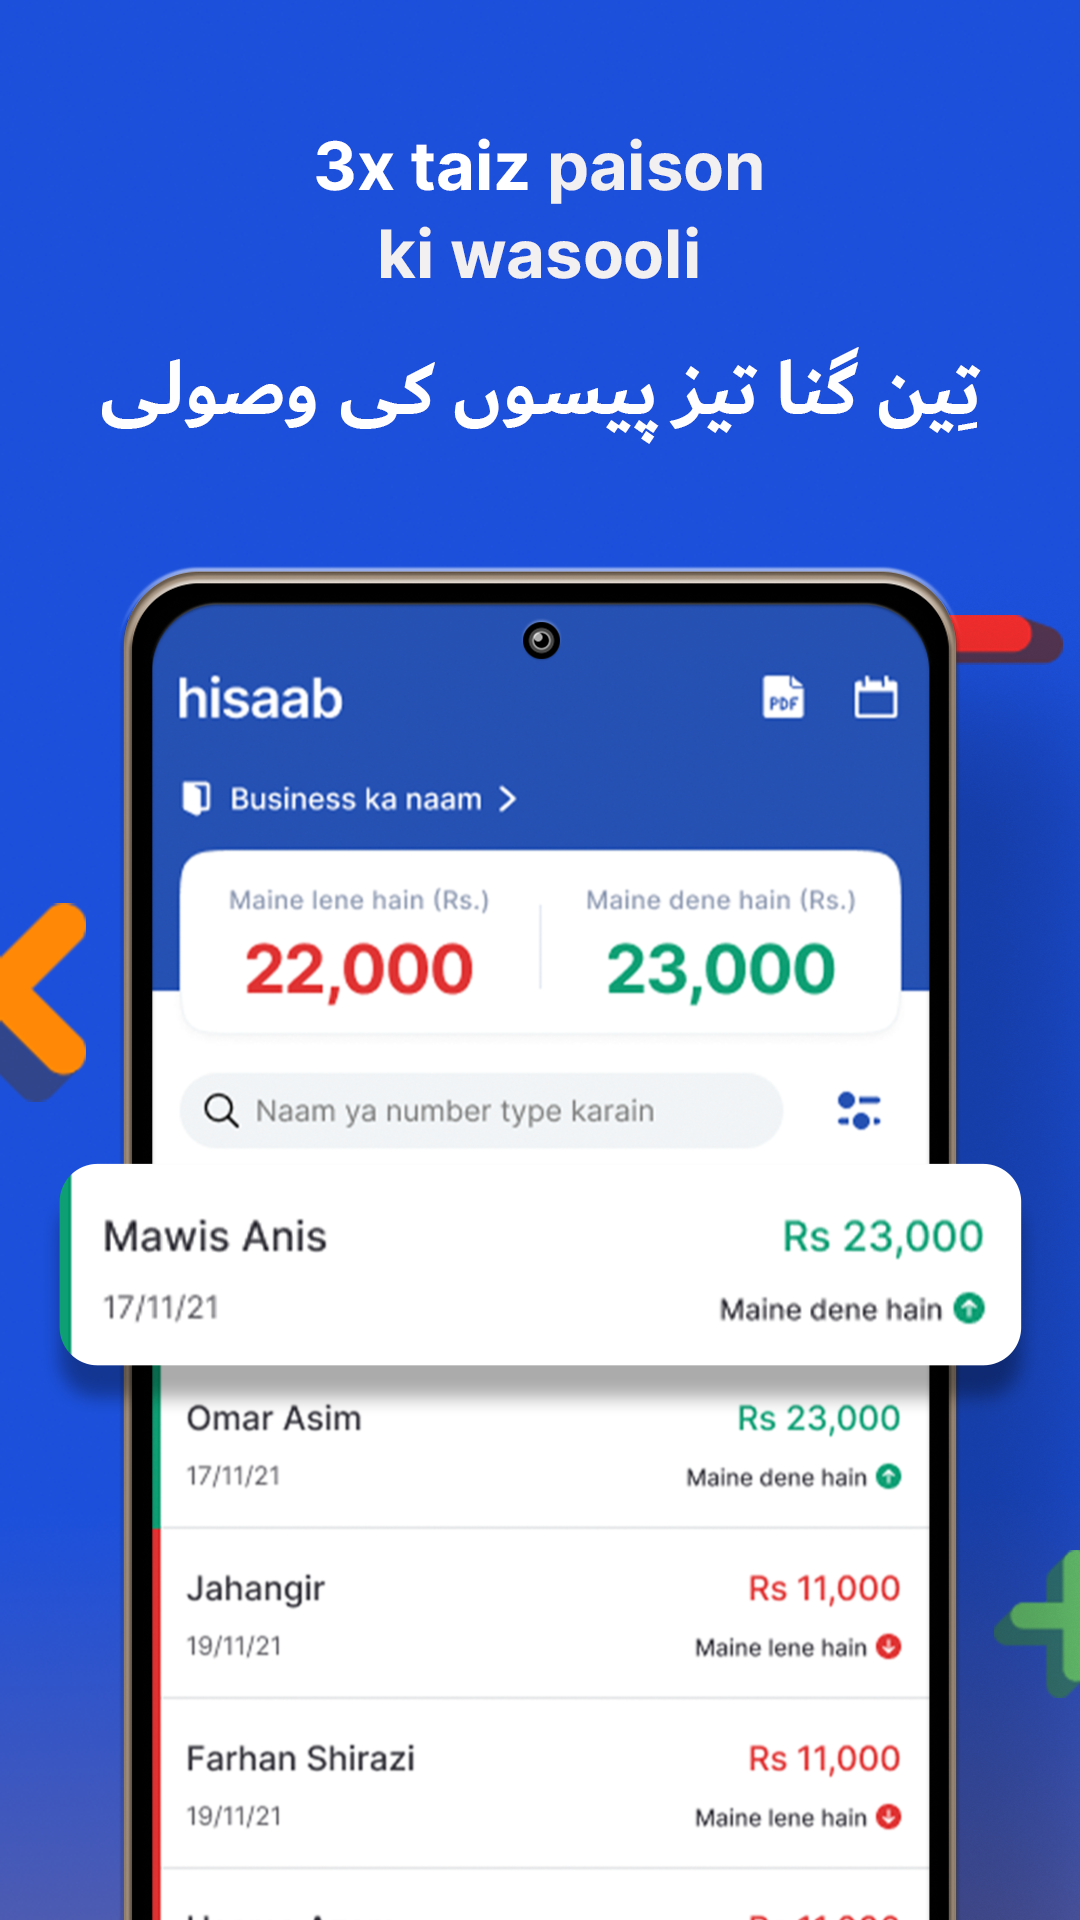 3x taiz paison
ki wasooli
تِین گنا تیز پیسوں کی وصولی
hisaab
PDF
Business ka naam
Maine lene hain (Rs.)
Maine dene hain (Rs.)
22,000
23,000
Naam ya number type karain
Mawis Anis
Rs 23,000
17/11/21
Maine dene hain
Omar Asim
Rs 23,000
17/11/21
Maine dene hain
Jahangir
Rs 11,000
19/11/21
Maine lene hain
Farhan Shirazi
Rs 11,000
19/11/21
Maine lene hain